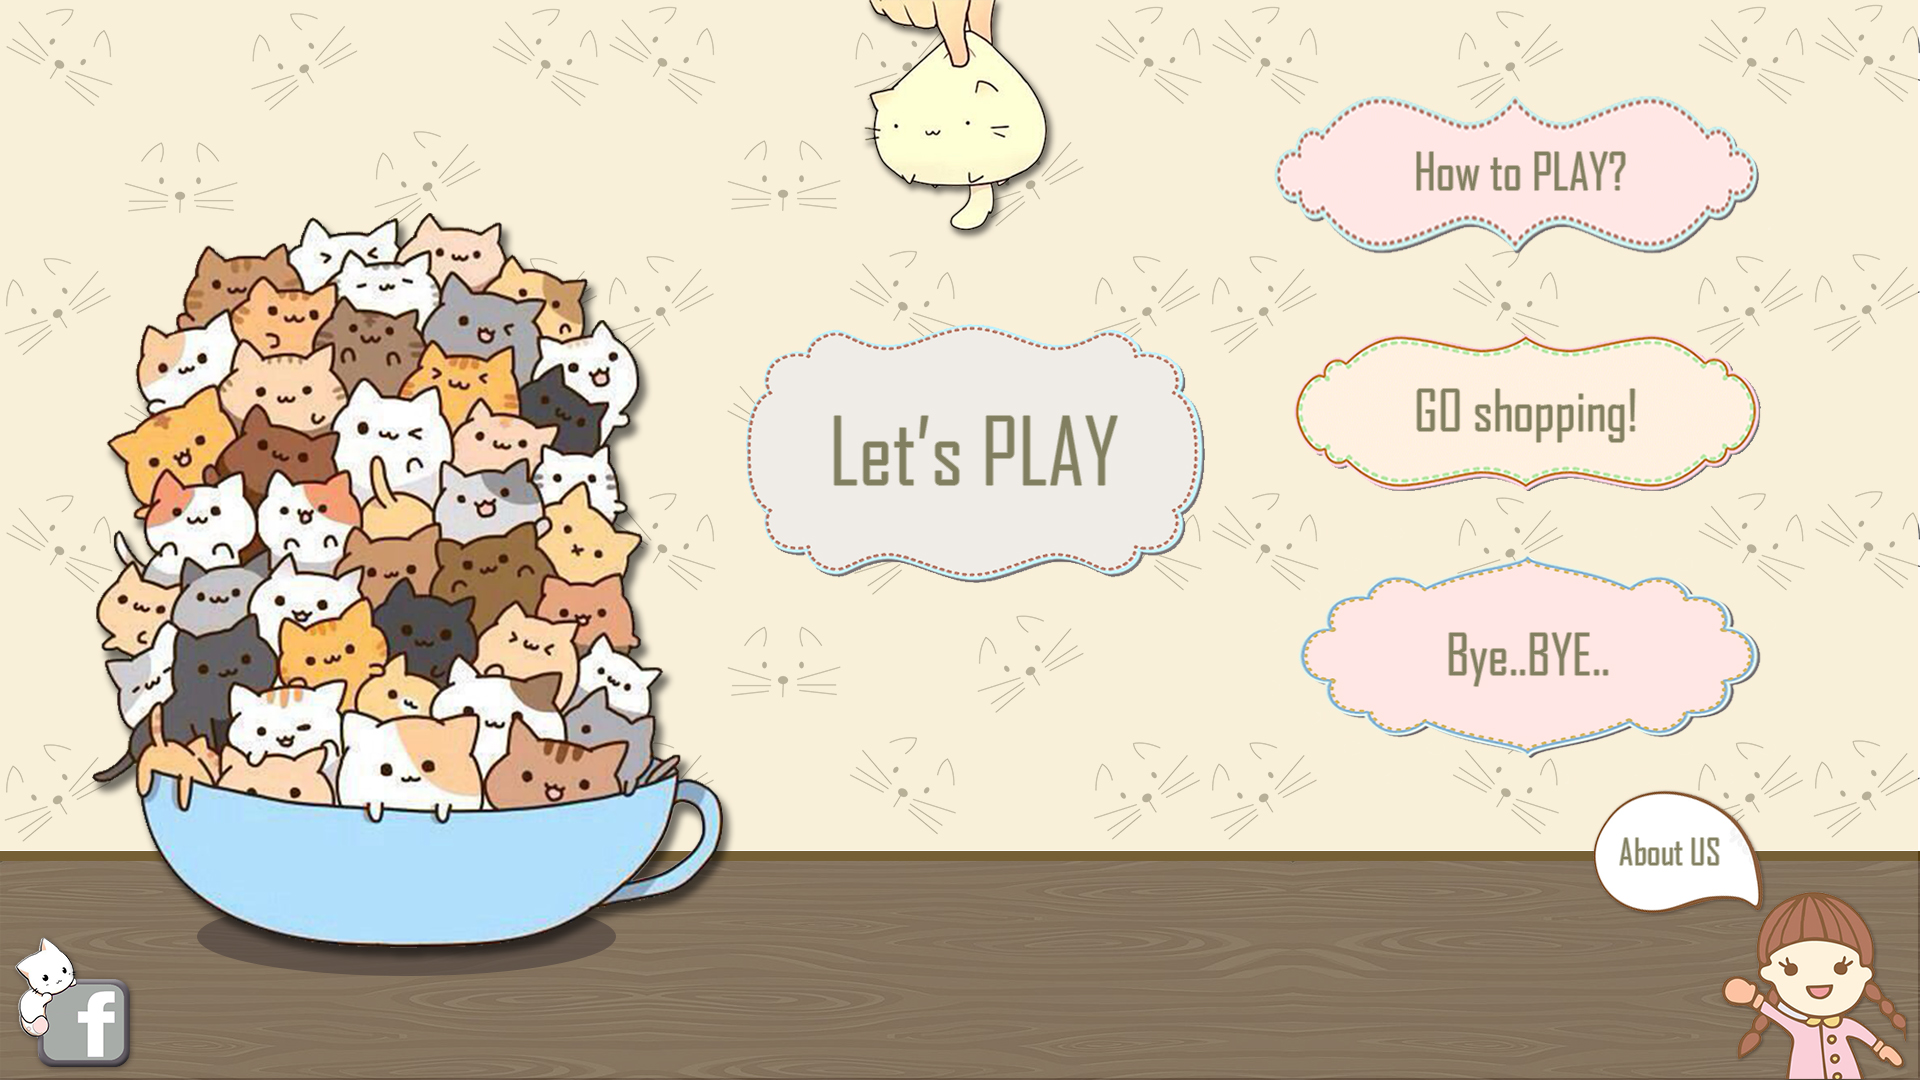 How to PLAY?
Let's PLAY
GO shopping!
Bye..BYE..
About US
f